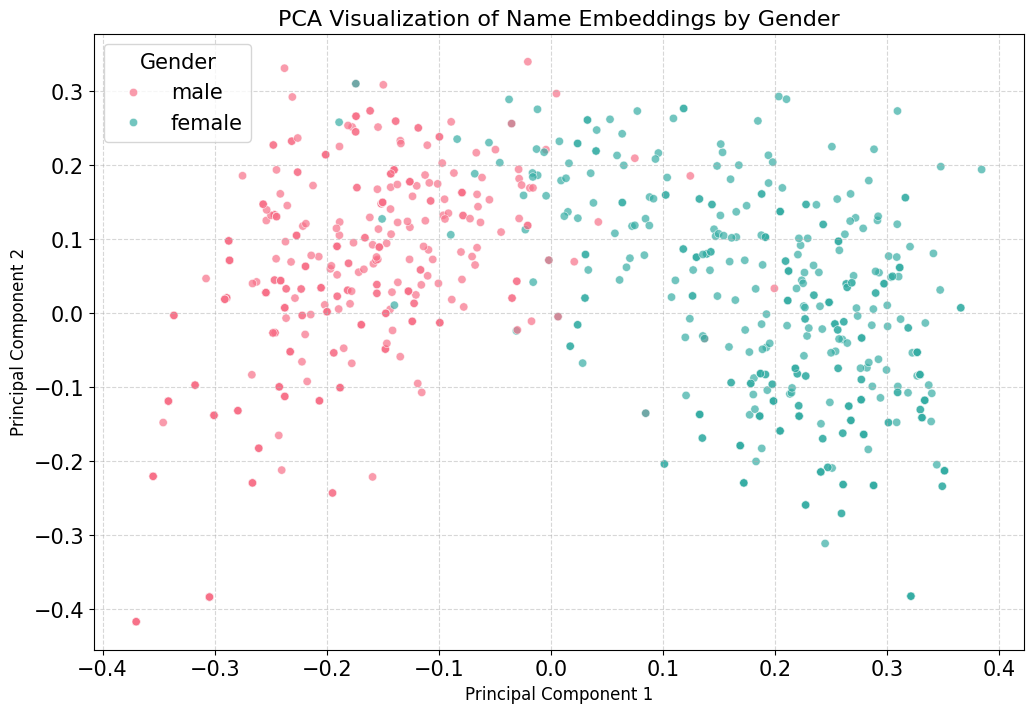 PCA Visualization of Name Embeddings by Gender
Gender
male
female
Principal Component 2
0.3
0.2
0.1
0.0
−0.1
−0.2
−0.3
−0.4
−0.4 −0.3 −0.2 −0.1 0.0 0.1 0.2 0.3 0.4
Principal Component 1